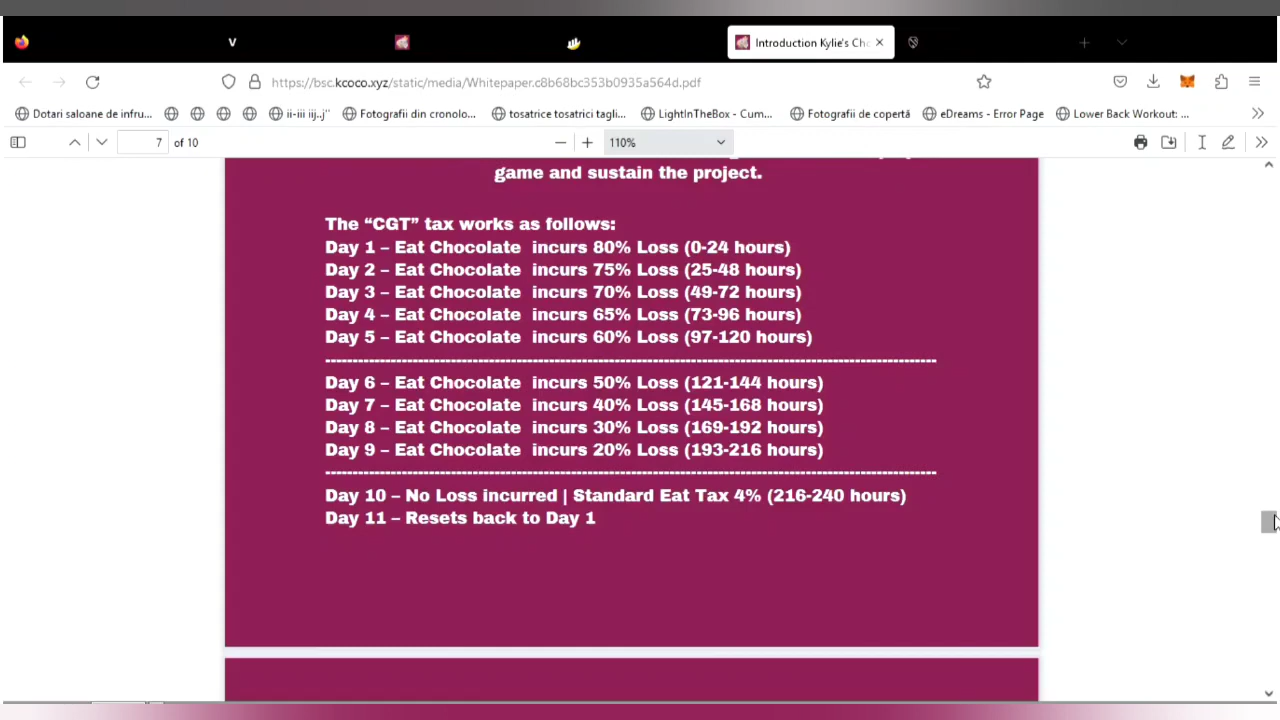 V
Introduction Kylie's Cho
https://bsc.kcoco.xyz/static/media/Whitepaper.c8b68bc353b0935a564d.pdf
Dotari saloane de infru... ii-iii iij..j" Fotografii din cronolo... tosatrice tosatrici tagli... LightInTheBox - Cum... Fotografii de copertă eDreams - Error Page Lower Back Workout: ...
7 of 10 110%
game and sustain the project.
The “CGT” tax works as follows:
Day 1 – Eat Chocolate incurs 80% Loss (0-24 hours)
Day 2 – Eat Chocolate incurs 75% Loss (25-48 hours)
Day 3 – Eat Chocolate incurs 70% Loss (49-72 hours)
Day 4 – Eat Chocolate incurs 65% Loss (73-96 hours)
Day 5 – Eat Chocolate incurs 60% Loss (97-120 hours)
Day 6 – Eat Chocolate incurs 50% Loss (121-144 hours)
Day 7 – Eat Chocolate incurs 40% Loss (145-168 hours)
Day 8 – Eat Chocolate incurs 30% Loss (169-192 hours)
Day 9 – Eat Chocolate incurs 20% Loss (193-216 hours)
Day 10 – No Loss incurred | Standard Eat Tax 4% (216-240 hours)
Day 11 – Resets back to Day 1